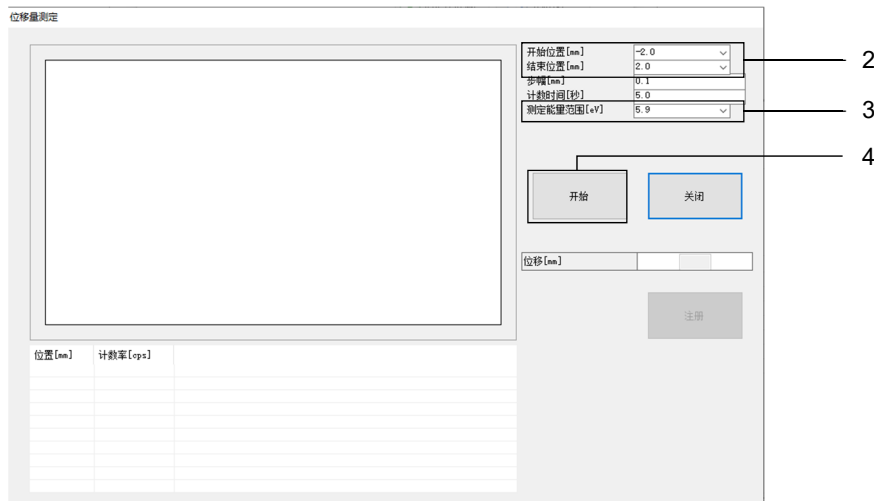 位移量测定
开始位置[mm] -2.0
结束位置[mm] 2.0
步幅[mm] 0.1
计数时间[秒] 5.0
测定能量范围[eV] 5.9
2
3
4
开始
关闭
位移[mm]
注册
位置[mm] 计数率[cps]